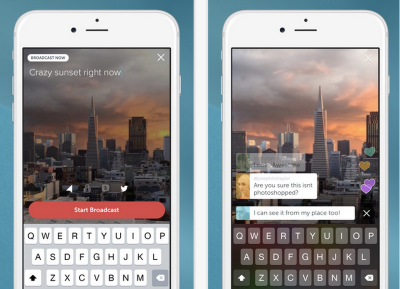 BROADCAST NOW
Crazy sunset right now
Start Broadcast
Q W E R T Y U I O P
A S D F G H J K L
Z X C V B N M
Are you sure this isnt
photoshopped?
I can see it from my place too!
Q W E R T Y U I O P
A S D F G H J K L
Z X C V B N M